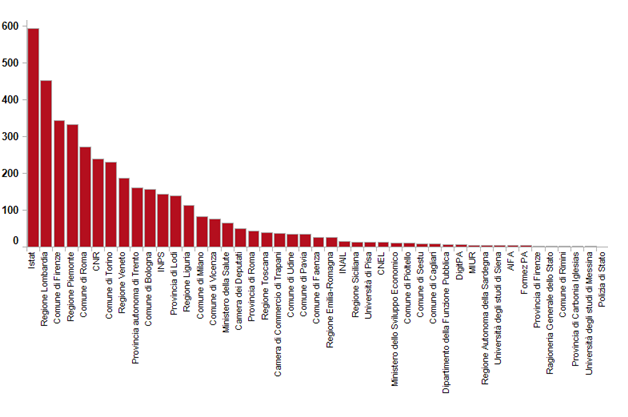 600
500
400
300
200
100
0
Istat
Regione Lombardia
Comune di Firenze
Regione Piemonte
Comune di Roma
CNR
Comune di Torino
Regione Veneto
Provincia autonoma di Trento
Comune di Bologna
INPS
Provincia di Lodi
Regione Liguria
Comune di Milano
Comune di Vicenza
Ministero della Salute
Camera dei Deputati
Provincia di Roma
Regione Toscana
Camera di Commercio di Trapani
Comune di Udine
Comune di Pavia
Comune di Faenza
Regione Emilia-Romagna
INAIL
Regione Siciliana
Università di Pisa
CNEL
Ministero dello Sviluppo Economico
Comune di Pioltello
Comune di Sestu
Comune di Cagliari
Dipartimento della Funzione Pubblica
DigitPA
MIUR
Regione Autonoma della Sardegna
Università degli studi di Siena
AIFA
Formez PA
Provincia di Firenze
Ragioneria Generale dello Stato
Comune di Rimini
Provincia di Carbonia Iglesias
Università degli studi di Messina
Polizia di Stato